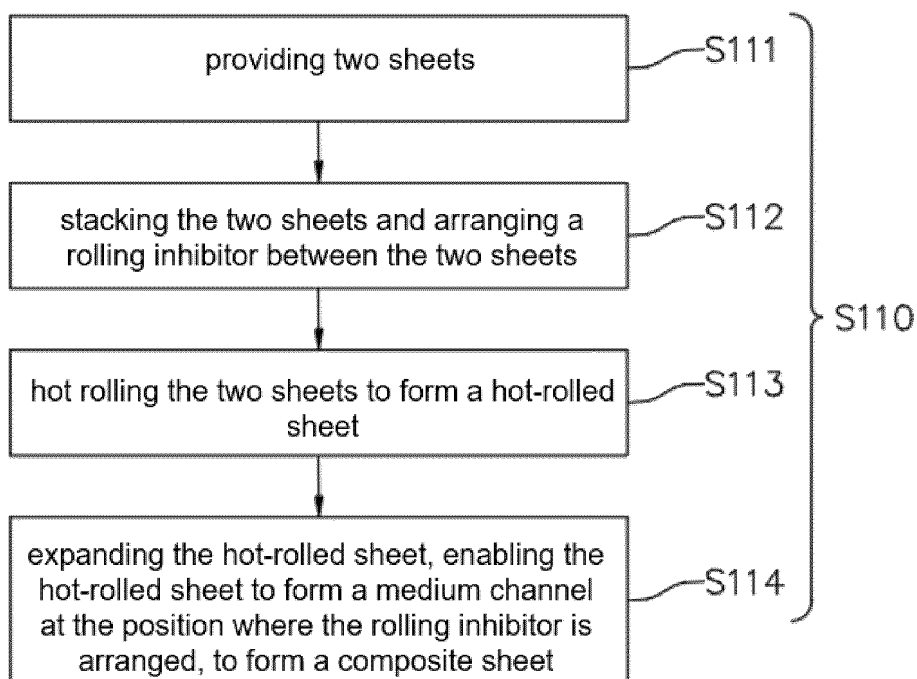 providing two sheets
S111
stacking the two sheets and arranging a
rolling inhibitor between the two sheets
S112
hot rolling the two sheets to form a hot-rolled
sheet
S113
expanding the hot-rolled sheet, enabling the
hot-rolled sheet to form a medium channel
at the position where the rolling inhibitor is
arranged, to form a composite sheet
S114
S110